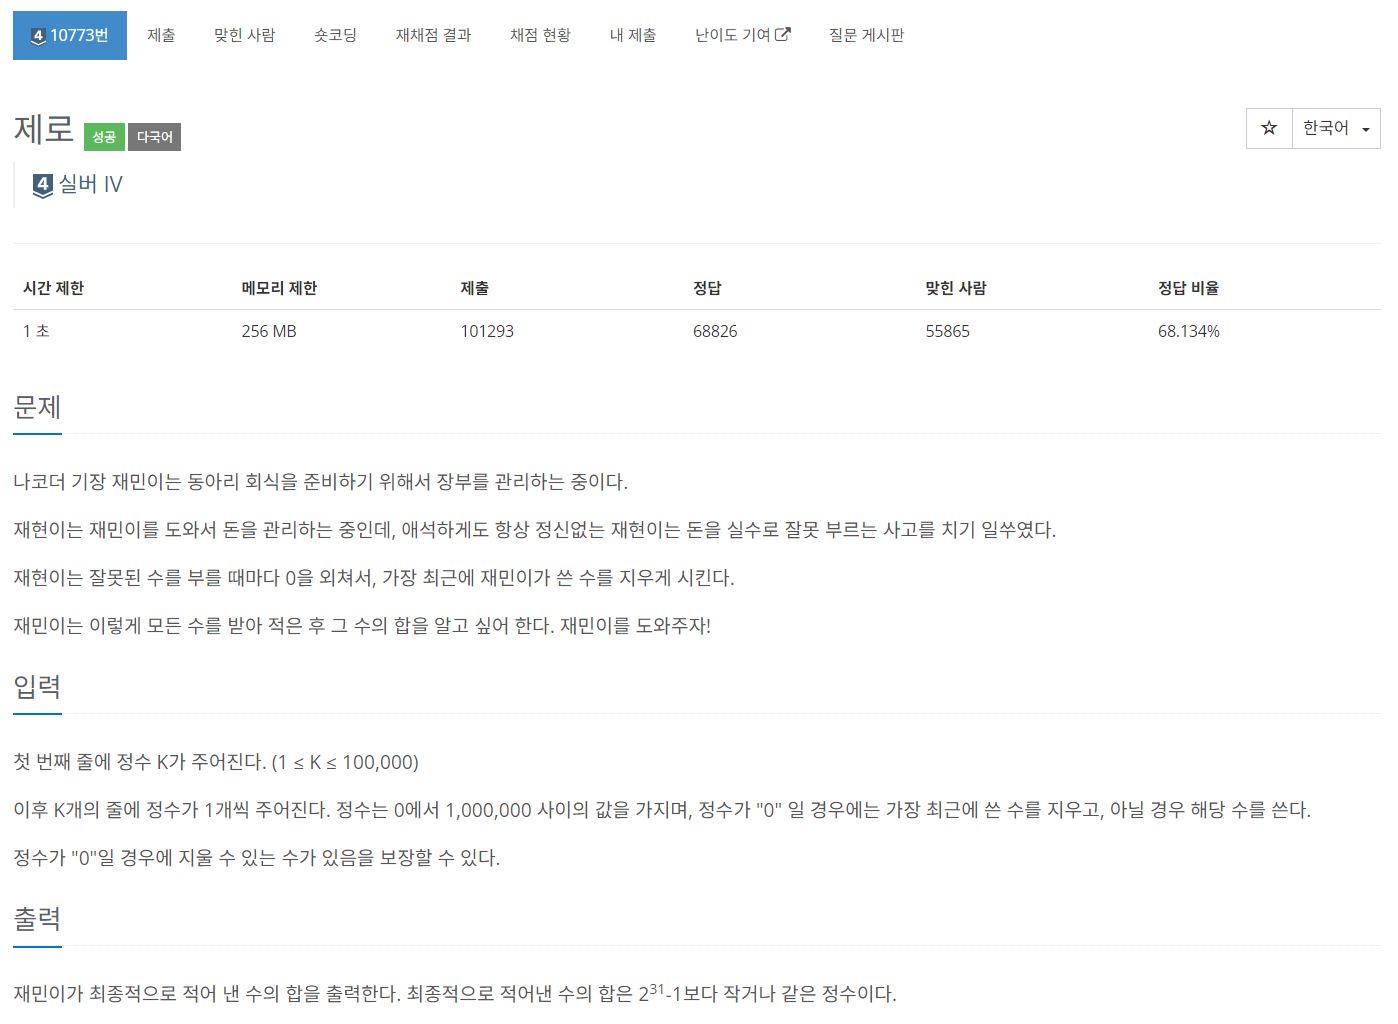 4 10773번 제출 맞힌 사람 숏코딩 재채점 결과 채점 현황 내 제출 난이도 기여 질문 게시판
제로 성공 다국어 ☆ 한국어
4 실버 IV
시간 제한 메모리 제한 제출 정답 맞힌 사람 정답 비율
1 초 256 MB 101293 68826 55865 68.134%
문제
나코더 기장 재민이는 동아리 회식을 준비하기 위해서 장부를 관리하는 중이다.
재현이는 재민이를 도와서 돈을 관리하는 중인데, 애석하게도 항상 정신없는 재현이는 돈을 실수로 잘못 부르는 사고를 치기 일쑤였다.
재현이는 잘못된 수를 부를 때마다 0을 외쳐서, 가장 최근에 재민이가 쓴 수를 지우게 시킨다.
재민이는 이렇게 모든 수를 받아 적은 후 그 수의 합을 알고 싶어 한다. 재민이를 도와주자!
입력
첫 번째 줄에 정수 K가 주어진다. (1 ≤ K ≤ 100,000)
이후 K개의 줄에 정수가 1개씩 주어진다. 정수는 0에서 1,000,000 사이의 값을 가지며, 정수가 "0" 일 경우에는 가장 최근에 쓴 수를 지우고, 아닐 경우 해당 수를 쓴다.
정수가 "0"일 경우에 지울 수 있는 수가 있음을 보장할 수 있다.
출력
재민이가 최종적으로 적어 낸 수의 합을 출력한다. 최종적으로 적어낸 수의 합은 2³¹-1보다 작거나 같은 정수이다.